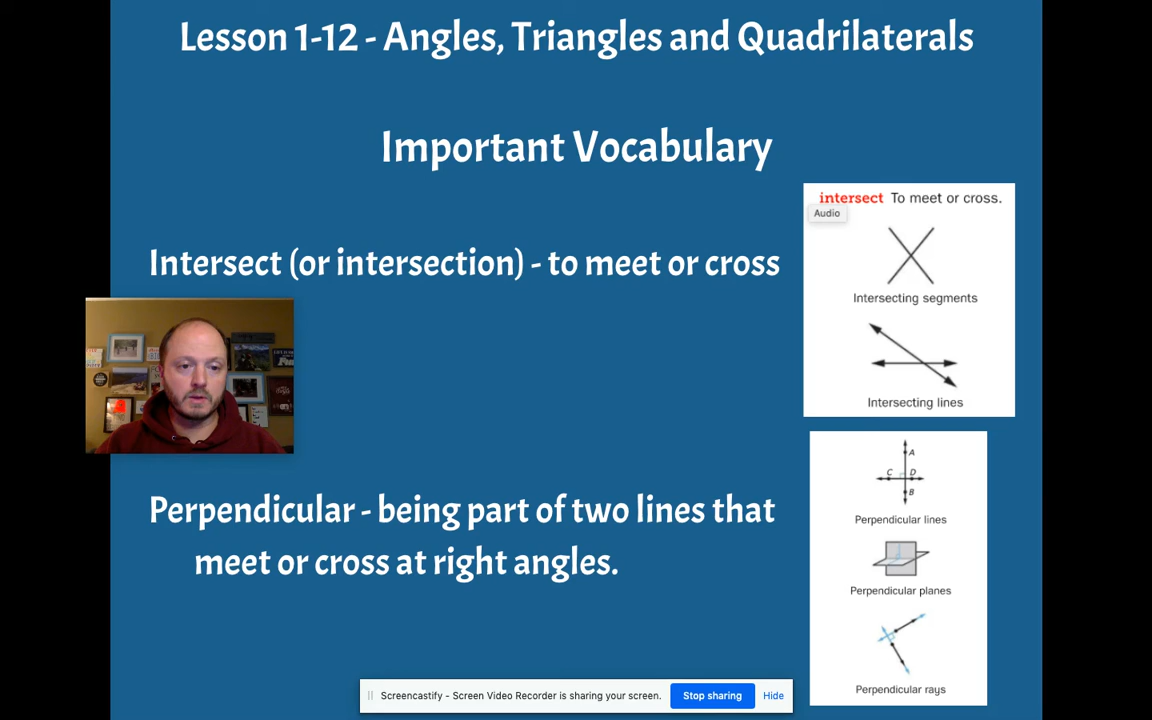 Lesson 1-12 - Angles, Triangles and Quadrilaterals
Important Vocabulary
intersect To meet or cross.
Audio
Intersect (or intersection) - to meet or cross
Intersecting segments
Intersecting lines
A
C D
B
Perpendicular lines
Perpendicular - being part of two lines that
meet or cross at right angles.
Perpendicular planes
Perpendicular rays
Screencastify - Screen Video Recorder is sharing your screen.
Stop sharing
Hide